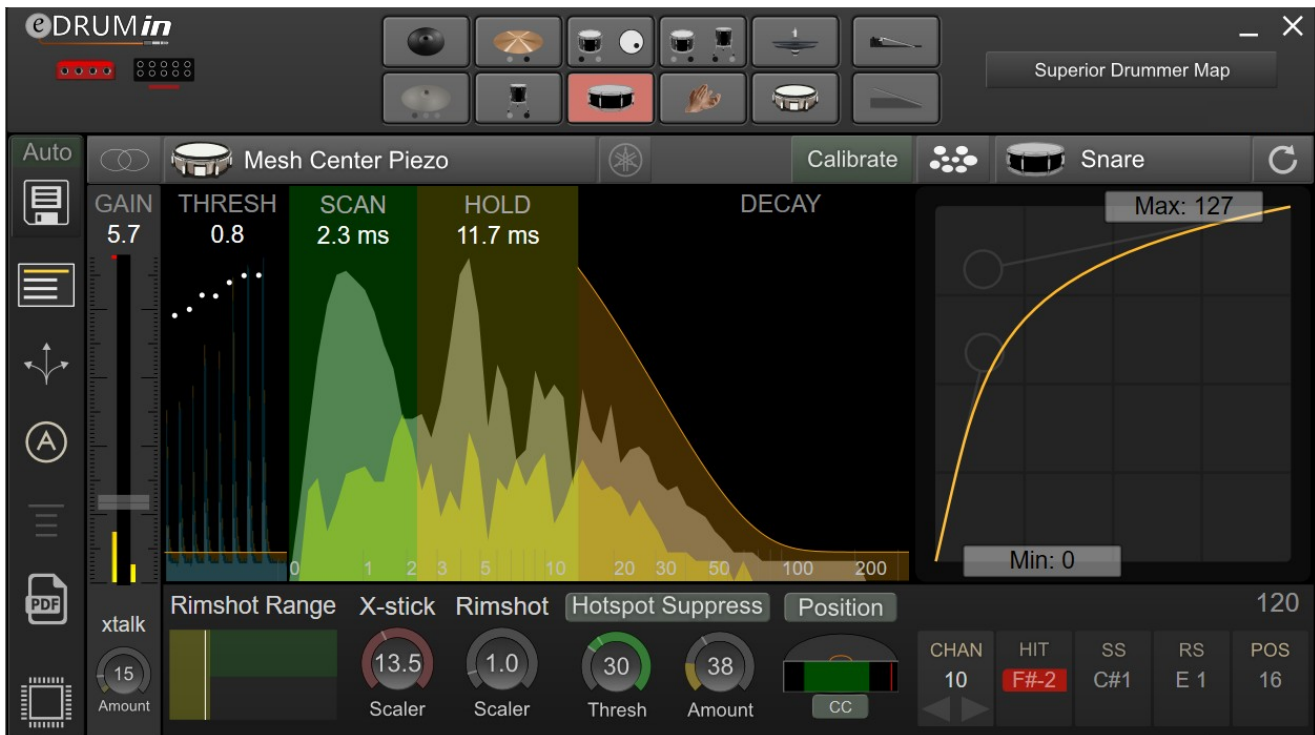 eDRUMin
Superior Drummer Map
Auto
Mesh Center Piezo
Calibrate
Snare
GAIN
5.7
THRESH
0.8
SCAN
2.3 ms
HOLD
11.7 ms
DECAY
Max: 127
A
0 1 2 3 5 10 20 30 50 100 200
Min: 0
PDF
xtalk
15
Amount
Rimshot Range
X-stick
13.5
Scaler
Rimshot
1.0
Scaler
Hotspot Suppress
30
Thresh
38
Amount
Position
CC
120
CHAN HIT SS RS POS
10 F#-2 C#1 E 1 16